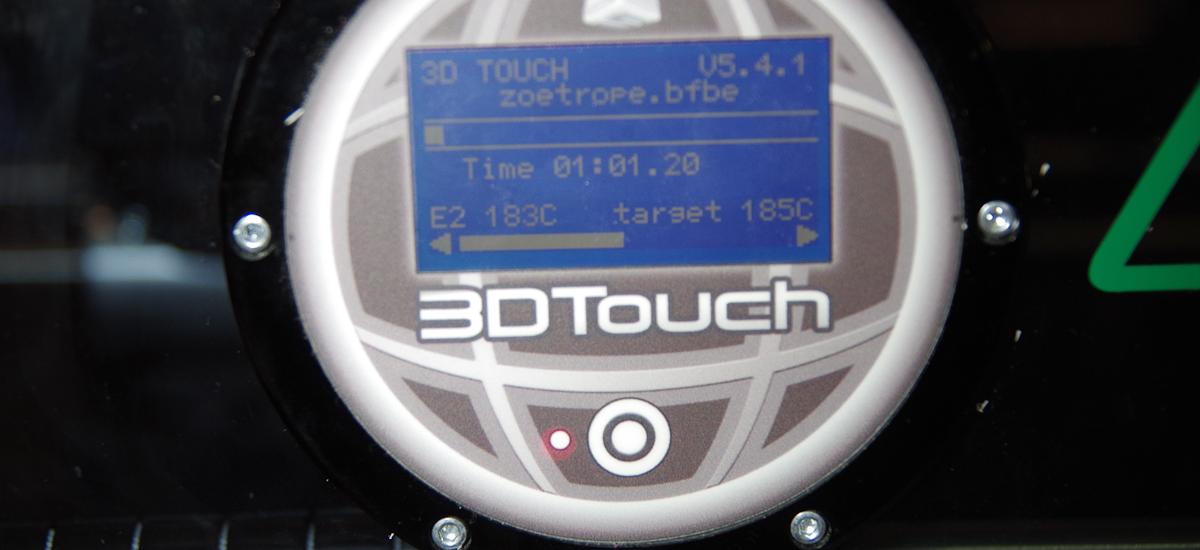 3D TOUCH V5.4.1
zoetrope.bfbe
Time 01:01.20
E2 183C target 185C
3DTouch